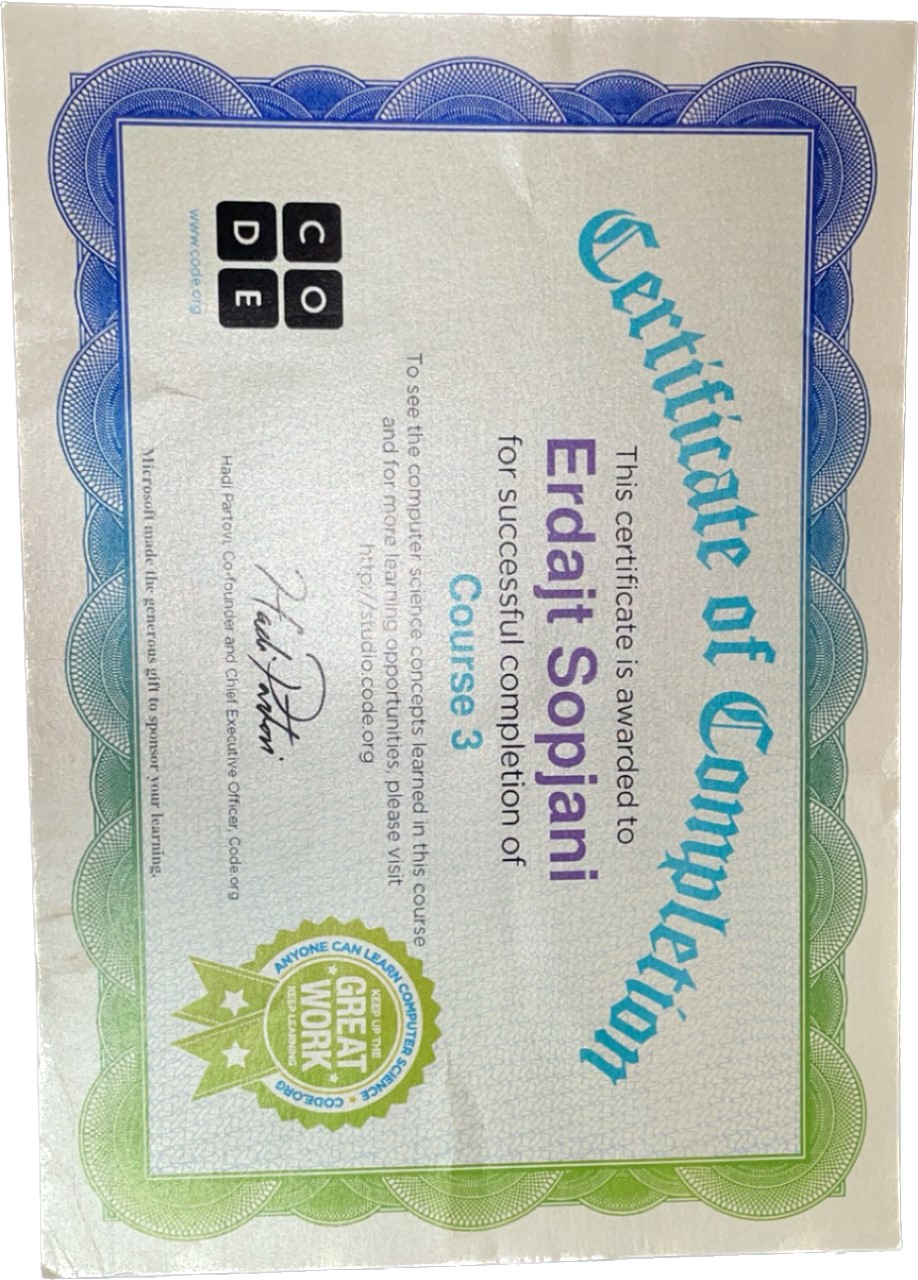 Certificate of Completion
This certificate is awarded to
Erdajt Sopjani
for successful completion of
Course 3
To see the computer science concepts learned in this course
and for more learning opportunities, please visit
http://studio.code.org
C O
D E
www.code.org
Hadi Partovi
Hadi Partovi, Co-founder and Chief Executive Officer, Code.org
Microsoft made the generous gift to sponsor your learning.
ANYONE CAN LEARN COMPUTER SCIENCE • CODE.ORG
KEEP UP THE
GREAT
WORK
KEEP LEARNING